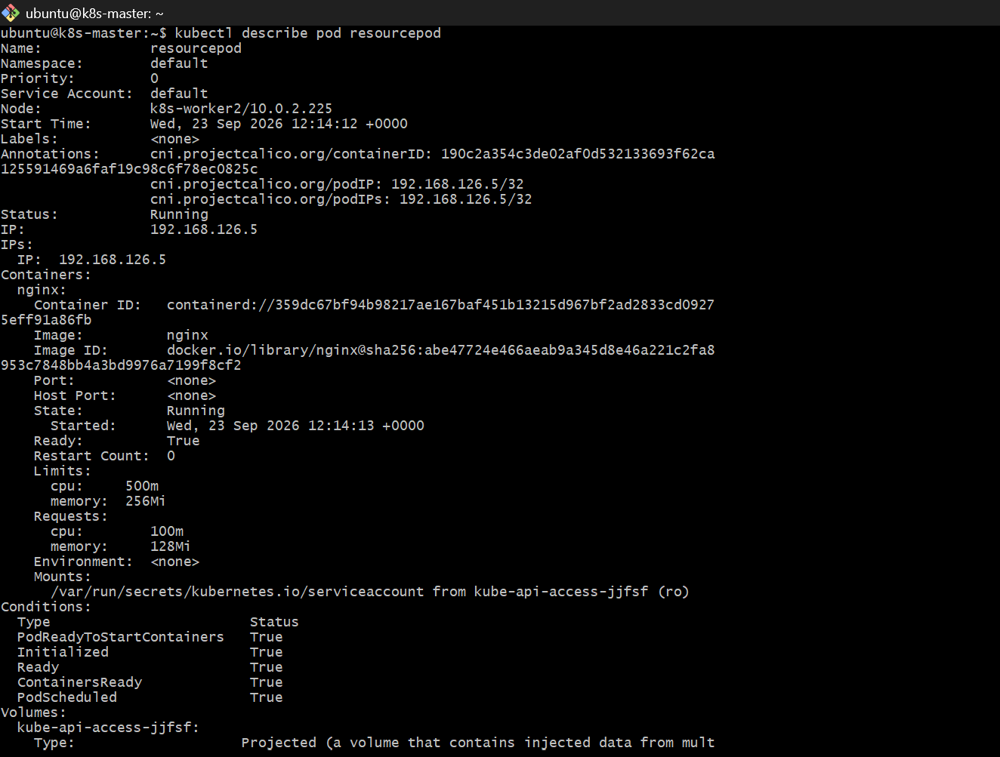 ubuntu@k8s-master: ~
ubuntu@k8s-master:~$ kubectl describe pod resourcepod
Name:             resourcepod
Namespace:        default
Priority:         0
Service Account:  default
Node:             k8s-worker2/10.0.2.225
Start Time:       Wed, 23 Sep 2026 12:14:12 +0000
Labels:           <none>
Annotations:      cni.projectcalico.org/containerID: 190c2a354c3de02af0d532133693f62ca
125591469a6faf19c98c6f78ec0825c
                  cni.projectcalico.org/podIP: 192.168.126.5/32
                  cni.projectcalico.org/podIPs: 192.168.126.5/32
Status:           Running
IP:               192.168.126.5
IPs:
  IP:  192.168.126.5
Containers:
  nginx:
    Container ID:   containerd://359dc67bf94b98217ae167baf451b13215d967bf2ad2833cd0927
5eff91a86fb
    Image:          nginx
    Image ID:       docker.io/library/nginx@sha256:abe47724e466aeab9a345d8e46a221c2fa8
953c7848bb4a3bd9976a7199f8cf2
    Port:           <none>
    Host Port:      <none>
    State:          Running
      Started:      Wed, 23 Sep 2026 12:14:13 +0000
    Ready:          True
    Restart Count:  0
    Limits:
      cpu:     500m
      memory:  256Mi
    Requests:
      cpu:        100m
      memory:     128Mi
    Environment:  <none>
    Mounts:
      /var/run/secrets/kubernetes.io/serviceaccount from kube-api-access-jjfsf (ro)
Conditions:
  Type                        Status
  PodReadyToStartContainers   True
  Initialized                 True
  Ready                       True
  ContainersReady             True
  PodScheduled                True
Volumes:
  kube-api-access-jjfsf:
    Type:                    Projected (a volume that contains injected data from mult